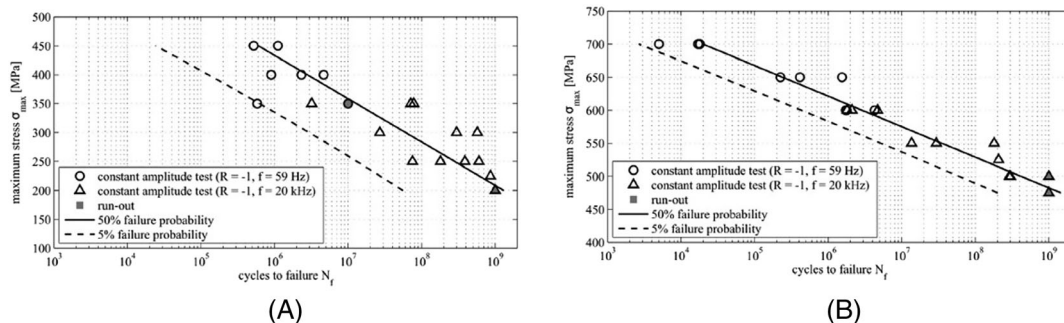 maximum stress σmax [MPa]
500
450
400
350
300
250
200
150
100
constant amplitude test (R = -1, f = 59 Hz)
constant amplitude test (R = -1, f = 20 kHz)
run-out
50% failure probability
5% failure probability
10³ 10⁴ 10⁵ 10⁶ 10⁷ 10⁸ 10⁹
cycles to failure Nf
(A)
maximum stress σmax [MPa]
750
700
650
600
550
500
450
400
constant amplitude test (R = -1, f = 59 Hz)
constant amplitude test (R = -1, f = 20 kHz)
run-out
50% failure probability
5% failure probability
10³ 10⁴ 10⁵ 10⁶ 10⁷ 10⁸ 10⁹
cycles to failure Nf
(B)